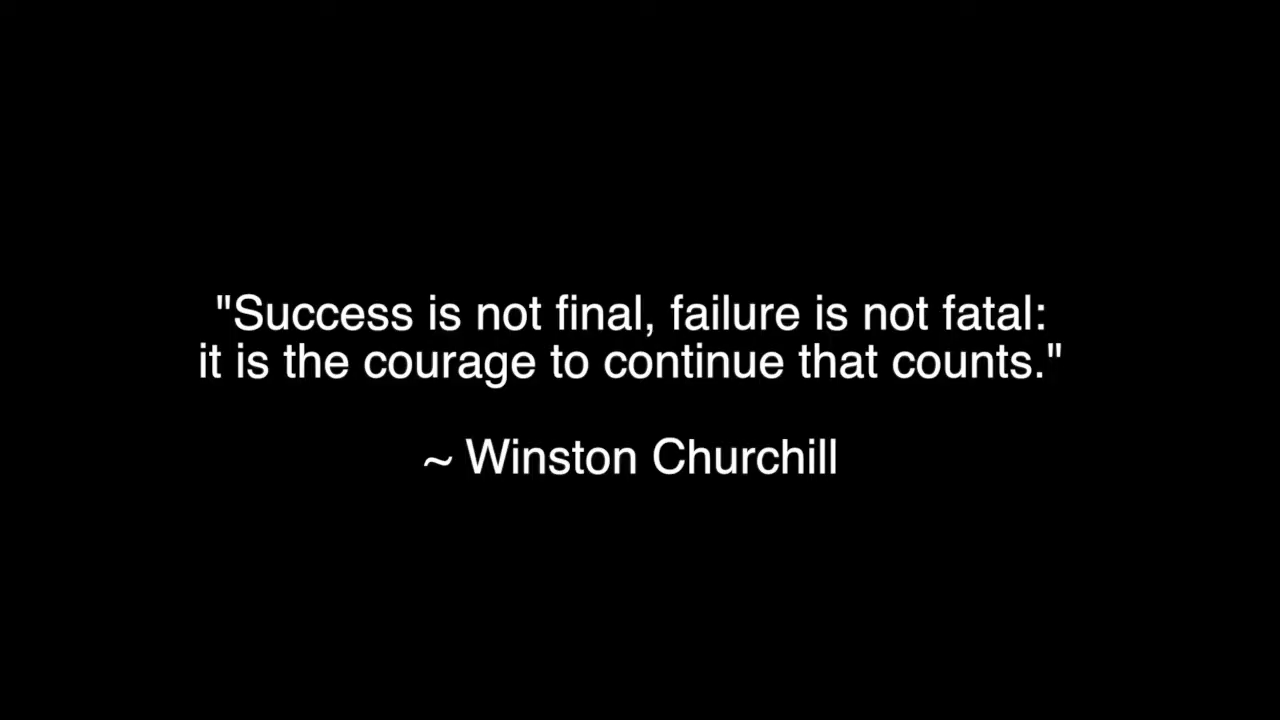 "Success is not final, failure is not fatal:
it is the courage to continue that counts."
~ Winston Churchill